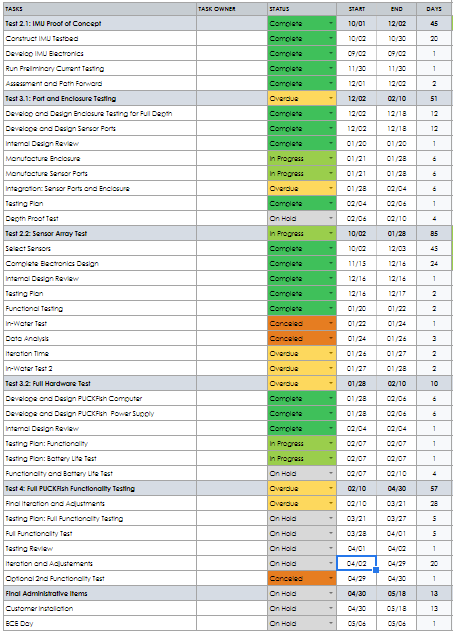 TASKS TASK OWNER STATUS START END DAYS
Test 2.1: IMU Proof of Concept Complete 10/01 12/02 45
Construct IMU Testbed Complete 10/02 10/30 20
Develop IMU Electronics Complete 09/02 09/02 1
Run Preliminary Current Testing Complete 11/30 11/30 1
Assessment and Path Forward Complete 12/01 12/02 2
Test 3.1: Port and Enclosure Testing Overdue 12/02 02/10 51
Develop and Design Enclosure Testing for Full Depth Complete 12/02 12/18 12
Develope and Design Sensor Ports Complete 12/02 12/18 12
Internal Design Review Complete 01/20 01/20 1
Manufacture Enclosure In Progress 01/21 01/28 6
Manufacture Sensor Ports In Progress 01/21 01/28 6
Integration: Sensor Ports and Enclosure Overdue 01/28 02/04 6
Testing Plan Complete 02/04 02/06 1
Depth Proof Test On Hold 02/06 02/10 4
Test 2.2: Sensor Array Test In Progress 10/02 01/28 85
Select Sensors Complete 10/02 12/03 45
Complete Electronics Design Complete 11/15 12/16 24
Internal Design Review Complete 12/16 12/16 1
Testing Plan Complete 12/16 12/17 2
Functional Testing Complete 01/20 01/22 2
In-Water Test Canceled 01/22 01/24 1
Data Analysis Canceled 01/24 01/26 3
Iteration Time Overdue 01/26 01/27 2
In-Water Test 2 Overdue 01/27 01/28 2
Test 3.2: Full Hardware Test Overdue 01/28 02/10 10
Develope and Design PUCKFish Computer Complete 01/28 02/06 6
Develope and Design PUCKFish Power Supply Complete 01/28 02/06 6
Internal Design Review Complete 02/04 02/04 1
Testing Plan: Functionality In Progress 02/07 02/07 1
Testing Plan: Battery Life Test In Progress 02/07 02/07 1
Functionality and Battery Life Test On Hold 02/07 02/10 4
Test 4: Full PUCKFish Functionality Testing Overdue 02/10 04/30 57
Final Iteration and Adjustments Overdue 02/10 03/21 28
Testing Plan: Full Functionality Testing On Hold 03/21 03/27 5
Full Functionality Test On Hold 03/28 04/01 5
Testing Review On Hold 04/01 04/02 1
Iteration and Adjustements On Hold 04/02 04/29 20
Optional 2nd Functionality Test Canceled 04/29 04/30 1
Final Administrative Items On Hold 04/30 05/18 13
Customer Installation On Hold 04/30 05/18 13
ECE Day On Hold 05/06 05/06 1